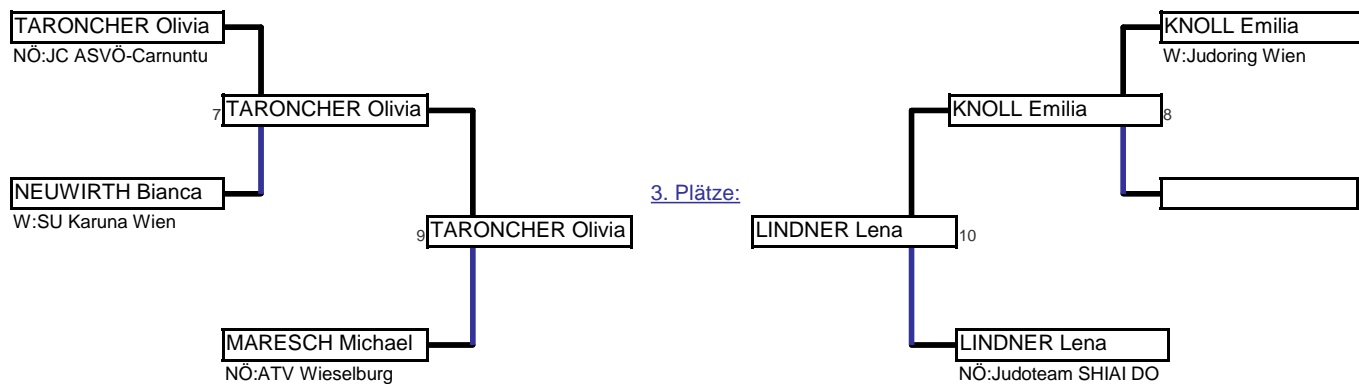 TARONCHER Olivia
NÖ:JC ASVÖ-Carnuntu
KNOLL Emilia
W:Judoring Wien
7
TARONCHER Olivia
KNOLL Emilia
8
NEUWIRTH Bianca
W:SU Karuna Wien
3. Plätze:
9
TARONCHER Olivia
LINDNER Lena
10
MARESCH Michael
NÖ:ATV Wieselburg
LINDNER Lena
NÖ:Judoteam SHIAI DO